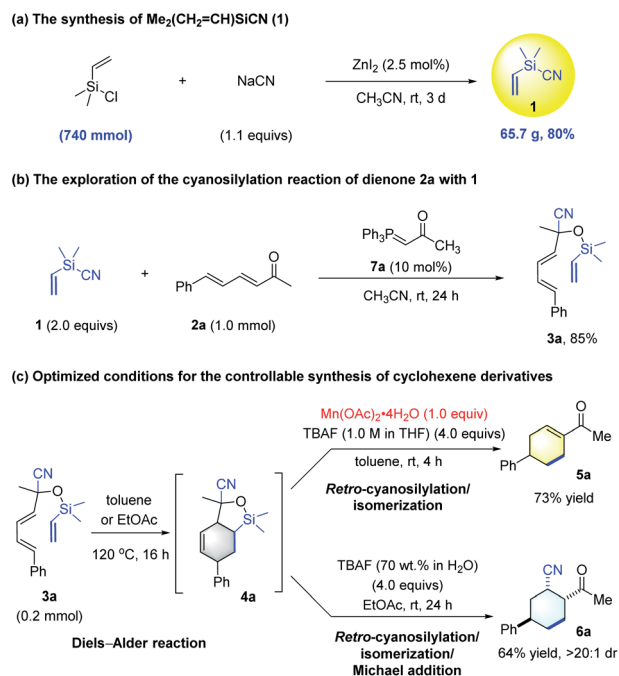 (a) The synthesis of Me₂(CH₂=CH)SiCN (1)
Si
Cl
(740 mmol)
+
NaCN
(1.1 equivs)
ZnI₂ (2.5 mol%)
CH₃CN, rt, 3 d
Si
CN
1
65.7 g, 80%
(b) The exploration of the cyanosilylation reaction of dienone 2a with 1
Si
CN
1 (2.0 equivs)
+
O
Ph
2a (1.0 mmol)
O
Ph₃P
CH₃
7a (10 mol%)
CH₃CN, rt, 24 h
CN
O
Si
Ph
3a, 85%
(c) Optimized conditions for the controllable synthesis of cyclohexene derivatives
CN
O
Si
Ph
3a
(0.2 mmol)
toluene
or EtOAc
120 °C, 16 h
Diels–Alder reaction
CN
O
Si
Ph
4a
Mn(OAc)₂•4H₂O (1.0 equiv)
TBAF (1.0 M in THF) (4.0 equivs)
toluene, rt, 4 h
Retro-cyanosilylation/
isomerization
O
Me
Ph
5a
73% yield
TBAF (70 wt.% in H₂O)
(4.0 equivs)
EtOAc, rt, 24 h
Retro-cyanosilylation/
isomerization/
Michael addition
CN O
Me
Ph
6a
64% yield, >20:1 dr